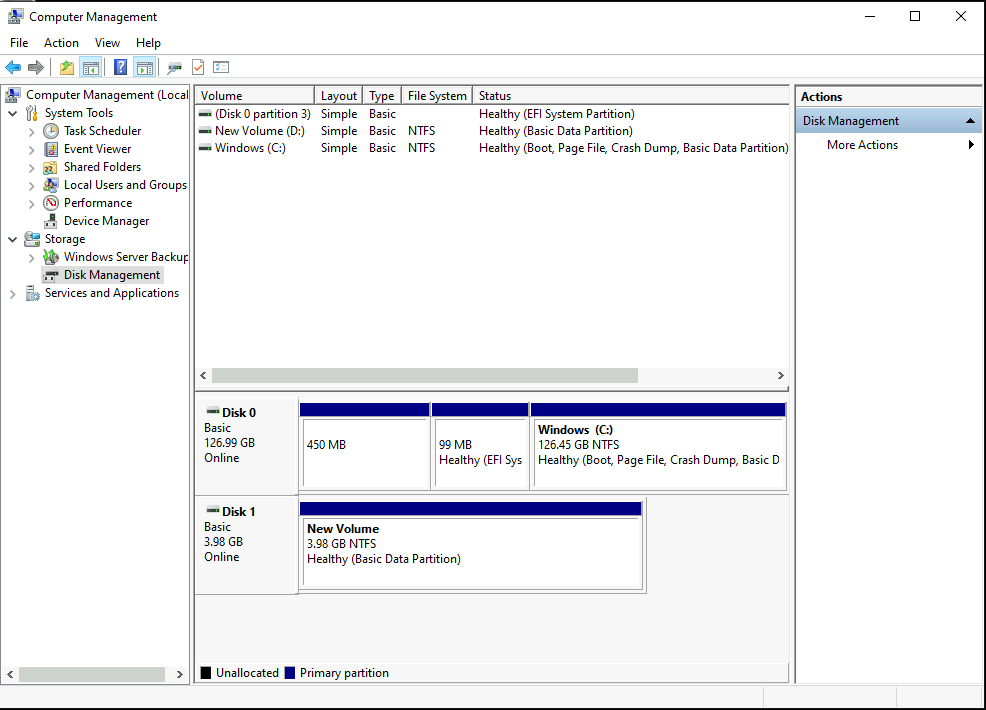 Computer Management
File Action View Help
Computer Management (Local
System Tools
Task Scheduler
Event Viewer
Shared Folders
Local Users and Groups
Performance
Device Manager
Storage
Windows Server Backup
Disk Management
Services and Applications
Volume Layout Type File System Status
(Disk 0 partition 3) Simple Basic Healthy (EFI System Partition)
New Volume (D:) Simple Basic NTFS Healthy (Basic Data Partition)
Windows (C:) Simple Basic NTFS Healthy (Boot, Page File, Crash Dump, Basic Data Partition)
Disk 0
Basic
126.99 GB
Online
450 MB
99 MB
Healthy (EFI Sys
Windows (C:)
126.45 GB NTFS
Healthy (Boot, Page File, Crash Dump, Basic D
Disk 1
Basic
3.98 GB
Online
New Volume
3.98 GB NTFS
Healthy (Basic Data Partition)
Unallocated Primary partition
Actions
Disk Management
More Actions